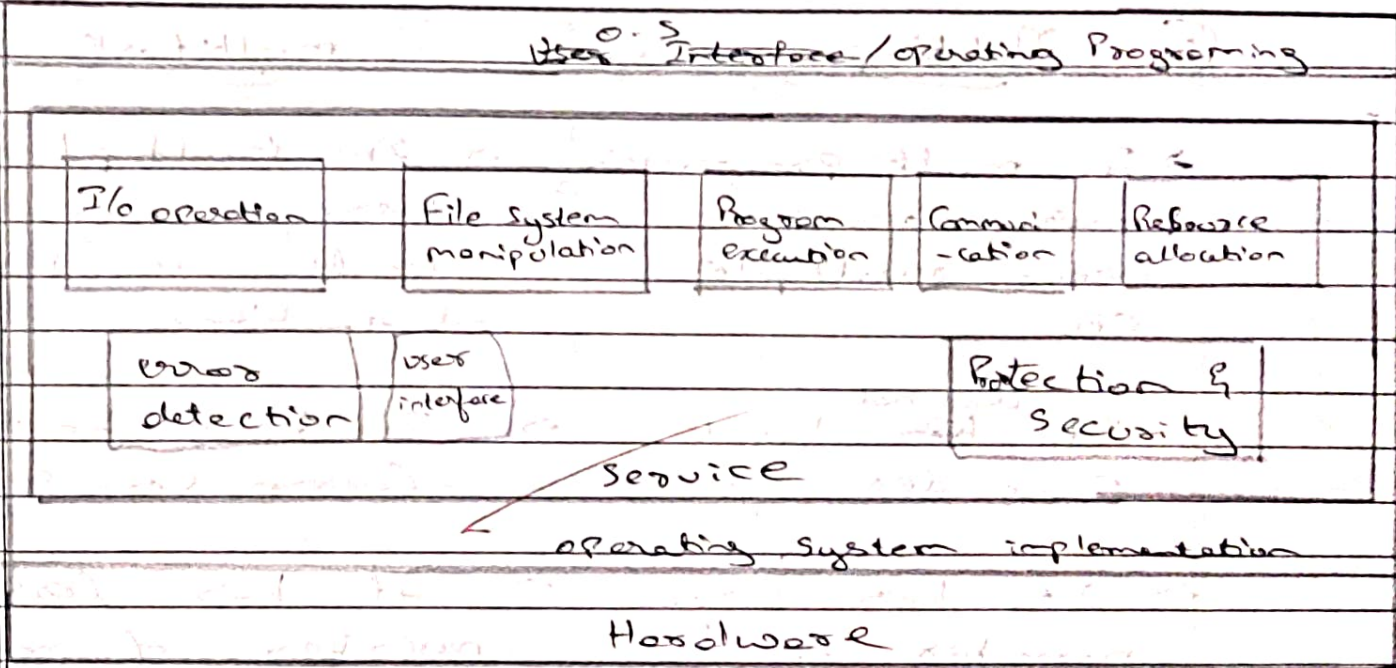 O.S
User Interface / operating Programing
I/o operation
File system
manipulation
Program
execution
Communi
-cation
Resource
allocation
error
detection
user
interface
Protection &
Security
Service
operating system implementation
Hardware